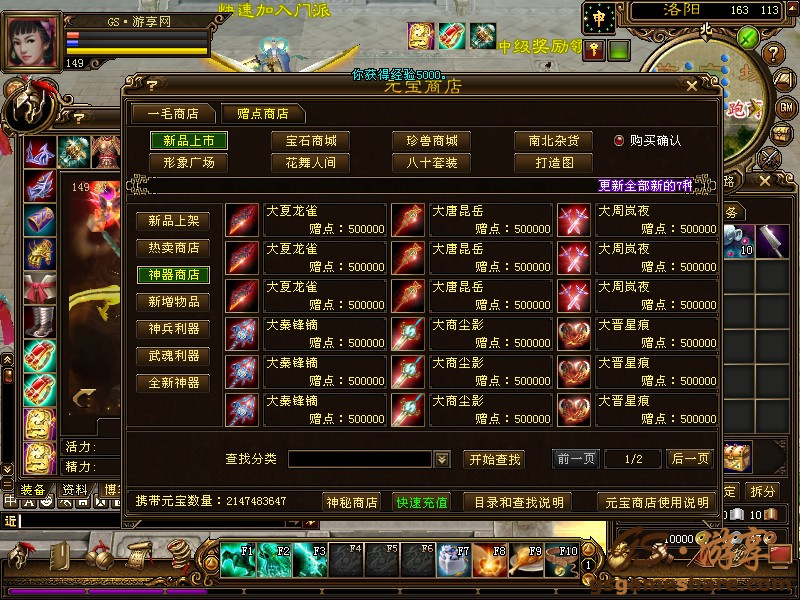 快速加入门派
GS·游享网
149
申
洛阳
163 113
北
中级奖励领
你获得经验5000。
元宝商店
?
GM
一毛商店
赠点商店
新品上市
宝石商城
珍兽商城
南北杂货
购买确认
形象广场
花舞人间
八十套装
打造图
更新全部新的7种
149
新品上架
热卖商店
神器商店
新增物品
神兵利器
武魂利器
全新神器
大夏龙雀
赠点：500000
大唐昆岳
赠点：500000
大周岚夜
赠点：500000
大夏龙雀
赠点：500000
大唐昆岳
赠点：500000
大周岚夜
赠点：500000
大夏龙雀
赠点：500000
大唐昆岳
赠点：500000
大周岚夜
赠点：500000
大秦锋镝
赠点：500000
大商尘影
赠点：500000
大晋星痕
赠点：500000
大秦锋镝
赠点：500000
大商尘影
赠点：500000
大晋星痕
赠点：500000
大秦锋镝
赠点：500000
大商尘影
赠点：500000
大晋星痕
赠点：500000
务
10
查找分类
开始查找
前一页
1/2
后一页
活力：
精力：
装备
资料
携带元宝数量：2147483647
神秘商店
快速充值
目录和查找说明
元宝商店使用说明
定
拆分
0
10
近
F1 F2 F3 F4 F5 F6 F7 F8 F9 F10
1
GS·游享